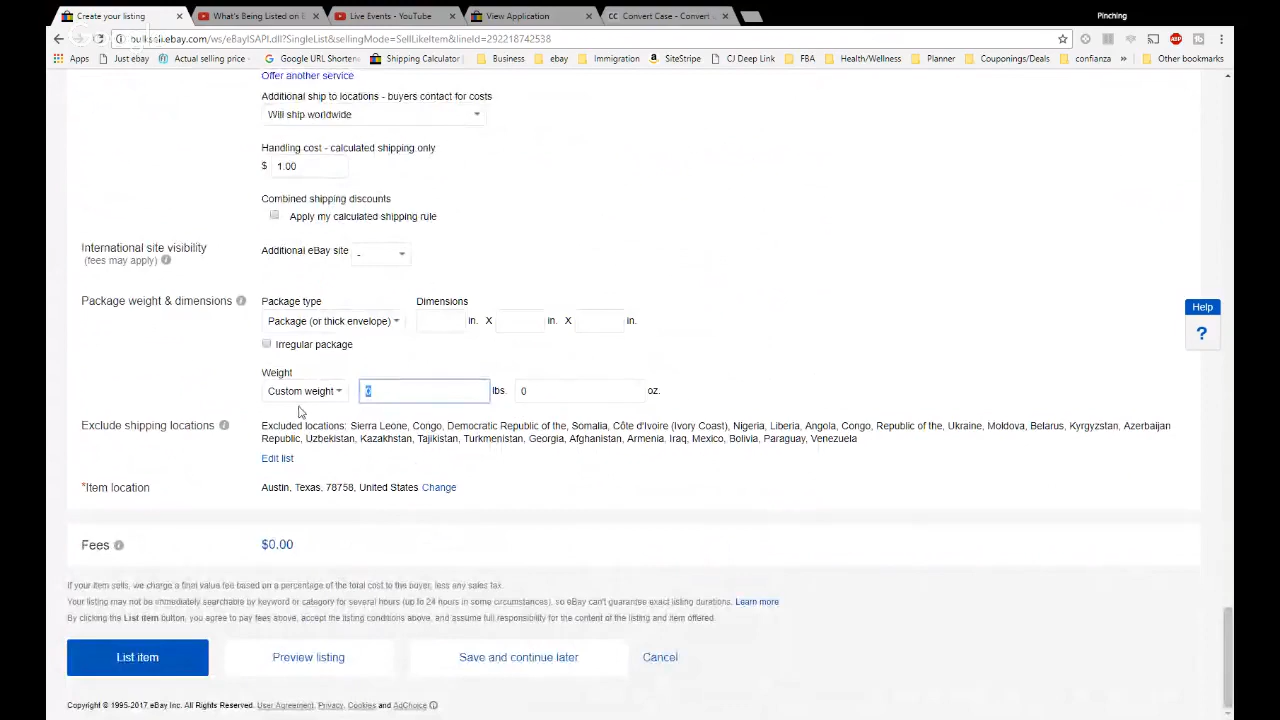 Create your listing
What's Being Listed on E
Live Events - YouTube
View Application
Convert Case - Convert
Pinching
.ebay.com/ws/eBayISAPI.dll?SingleList&sellingMode=SellLikeItem&lineId=292218742538
Apps Just ebay Actual selling price - Google URL Shortene Shipping Calculator Business ebay Immigration SiteStripe CJ Deep Link FBA Health/Wellness Planner Coupons/Deals confianza » Other bookmarks
Offer another service
Additional ship to locations - buyers contact for costs
Will ship worldwide
Handling cost - calculated shipping only
$ 1.00
Combined shipping discounts
Apply my calculated shipping rule
International site visibility
(fees may apply)
Additional eBay site -
Package weight & dimensions
Package type Dimensions
Package (or thick envelope) in. X in. X in.
Irregular package
Weight
Custom weight 0 lbs. 0 oz.
Exclude shipping locations
Excluded locations: Sierra Leone, Congo, Democratic Republic of the, Somalia, Côte d'Ivoire (Ivory Coast), Nigeria, Liberia, Angola, Congo, Republic of the, Ukraine, Moldova, Belarus, Kyrgyzstan, Azerbaijan
Republic, Uzbekistan, Kazakhstan, Tajikistan, Turkmenistan, Georgia, Afghanistan, Armenia, Iraq, Mexico, Bolivia, Paraguay, Venezuela
Edit list
*Item location Austin, Texas, 78758, United States Change
Help
?
Fees $0.00
If your item sells, we charge a final value fee based on a percentage of the total cost to the buyer, less any sales tax.
Your listing may not be immediately searchable by keyword or category for several hours (up to 24 hours in some circumstances), so eBay can't guarantee exact listing durations. Learn more
By clicking the List item button, you agree to pay fees above, accept the listing conditions above, and assume full responsibility for the content of the listing and item offered.
List item Preview listing Save and continue later Cancel
Copyright © 1995-2017 eBay Inc. All Rights Reserved. User Agreement, Privacy, Cookies and AdChoice